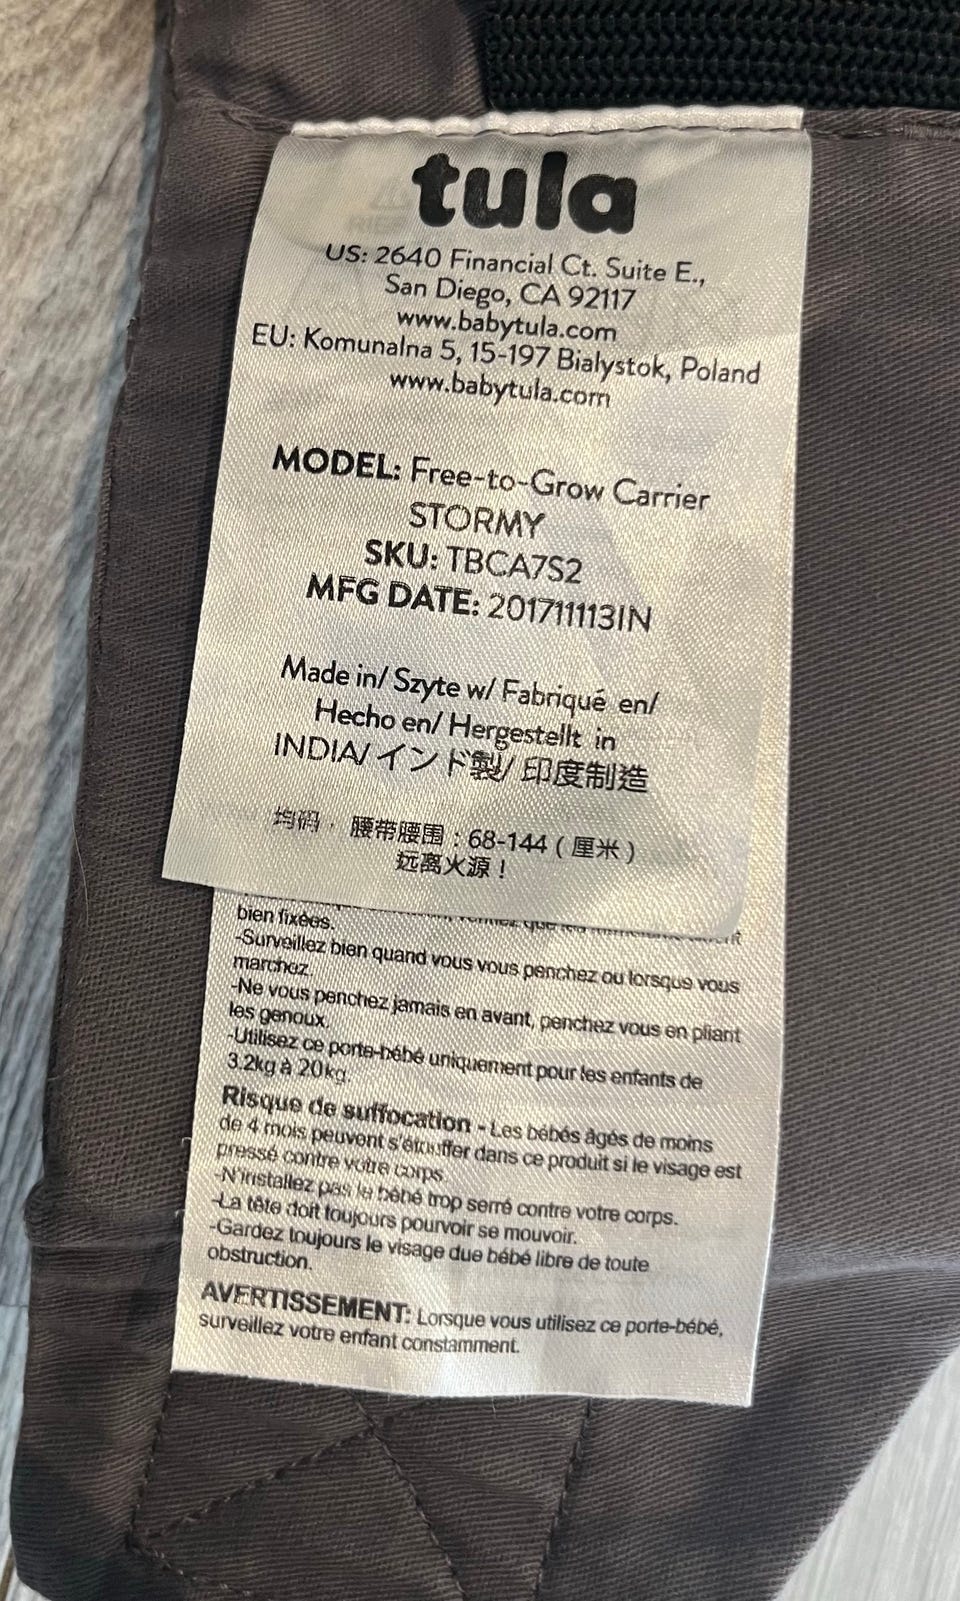 tula
US: 2640 Financial Ct. Suite E.,
San Diego, CA 92117
www.babytula.com
EU: Komunalna 5, 15-197 Bialystok, Poland
www.babytula.com
MODEL: Free-to-Grow Carrier
STORMY
SKU: TBCA7S2
MFG DATE: 201711113IN
Made in/ Szyte w/ Fabriqué en/
Hecho en/ Hergestellt in
INDIA/ インド製/ 印度制造
均码 · 腰带腰围：68-144（厘米）
远离火源！
bien fixées.
-Surveillez bien quand vous vous penchez ou lorsque vous
marchez.
-Ne vous penchez jamais en avant, penchez vous en pliant
les genoux.
-Utilisez ce porte-bébé uniquement pour les enfants de
3.2kg à 20kg.
Risque de suffocation - Les bébés âgés de moins
de 4 mois peuvent s'étouffer dans ce produit si le visage est
pressé contre votre corps.
-N'installez pas le bébé trop serré contre votre corps.
-La tête doit toujours pourvoir se mouvoir.
-Gardez toujours le visage due bébé libre de toute
obstruction.
AVERTISSEMENT: Lorsque vous utilisez ce porte-bébé,
surveillez votre enfant constamment.